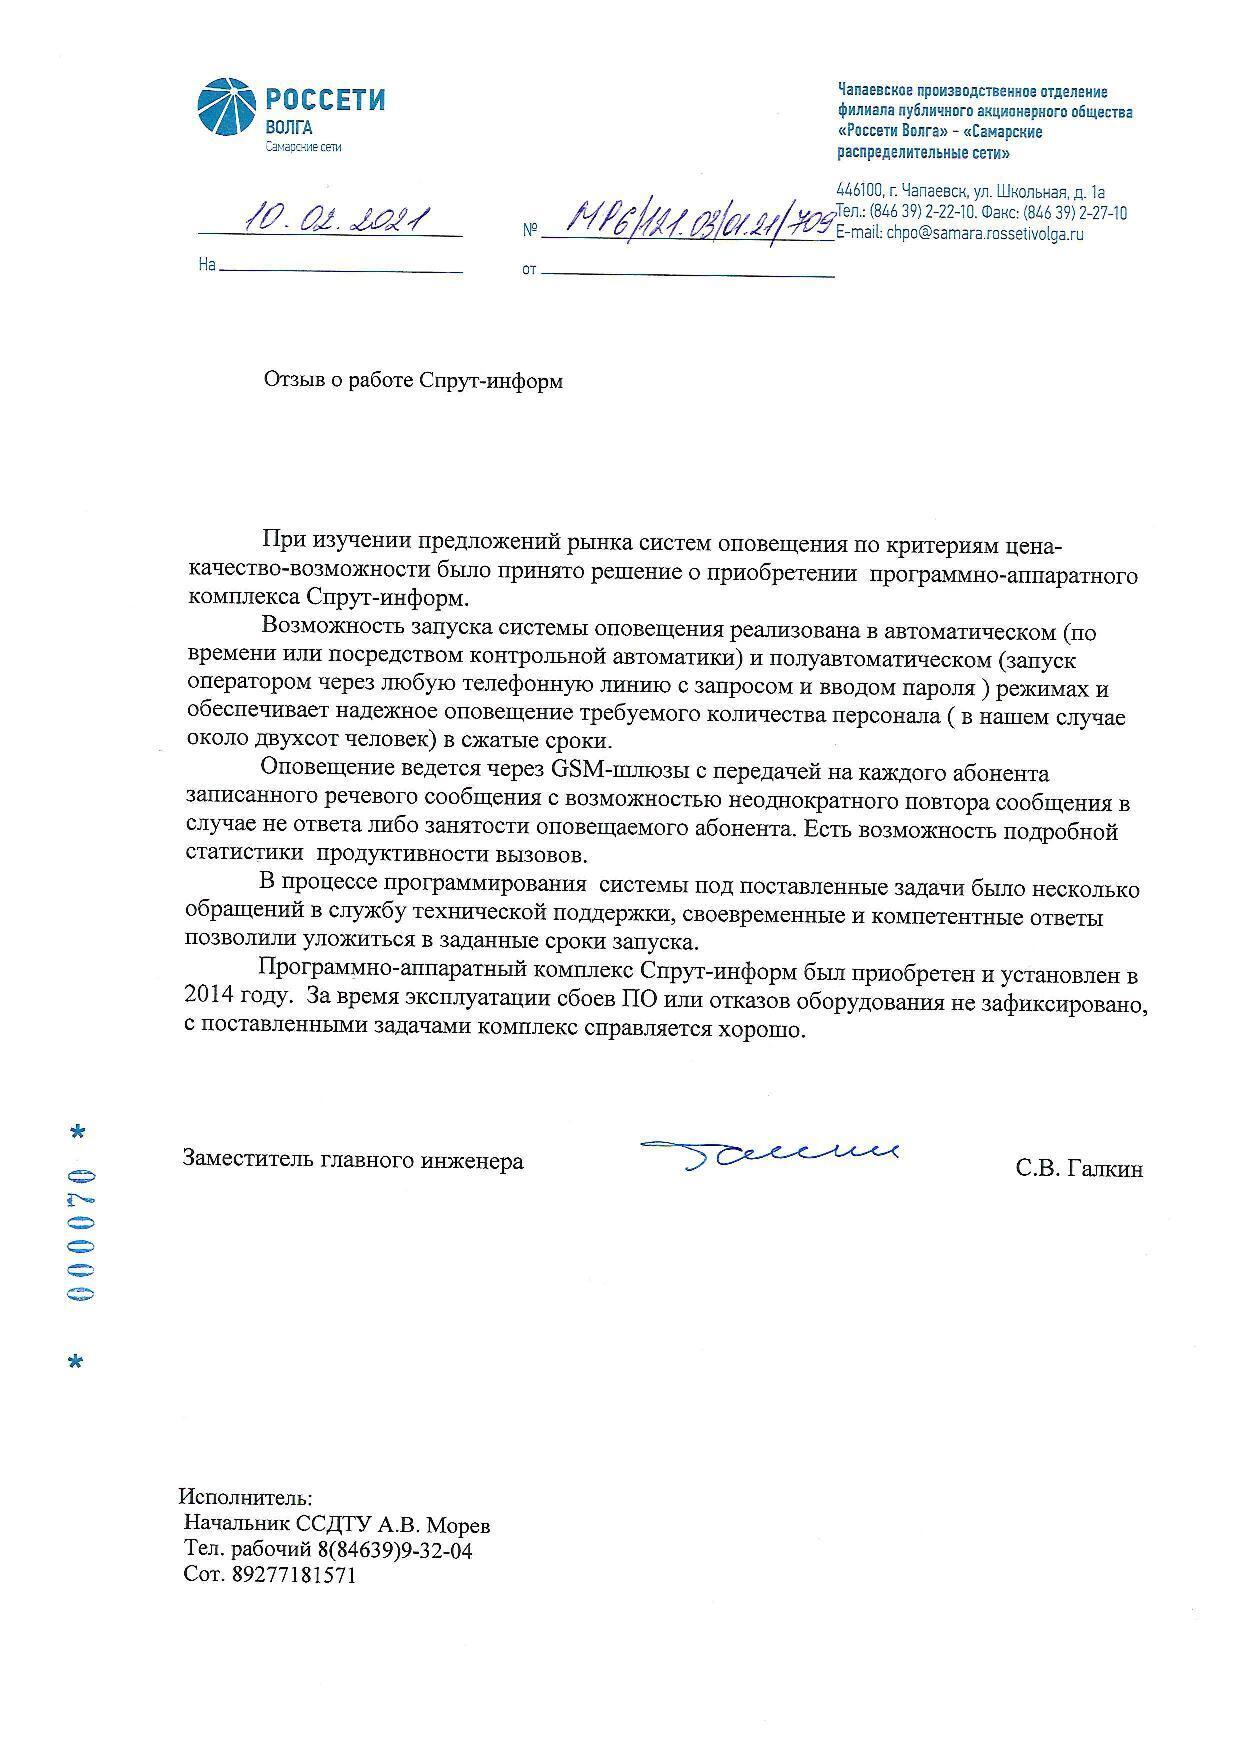 РОССЕТИ
ВОЛГА
Самарские сети
Чапаевское производственное отделение
филиала публичного акционерного общества
«Россети Волга» – «Самарские
распределительные сети»
446100, г. Чапаевск, ул. Школьная, д. 1а
Тел.: (846 39) 2-22-10. Факс: (846 39) 2-27-10
E-mail: chpo@samara.rossetivolga.ru
10.02.2021
№ МР6/121.03/01.21/709
На
от
Отзыв о работе Спрут-информ
При изучении предложений рынка систем оповещения по критериям цена-
качество-возможности было принято решение о приобретении программно-аппаратного
комплекса Спрут-информ.
Возможность запуска системы оповещения реализована в автоматическом (по
времени или посредством контрольной автоматики) и полуавтоматическом (запуск
оператором через любую телефонную линию с запросом и вводом пароля ) режимах и
обеспечивает надежное оповещение требуемого количества персонала ( в нашем случае
около двухсот человек) в сжатые сроки.
Оповещение ведется через GSM-шлюзы с передачей на каждого абонента
записанного речевого сообщения с возможностью неоднократного повтора сообщения в
случае не ответа либо занятости оповещаемого абонента. Есть возможность подробной
статистики продуктивности вызовов.
В процессе программирования системы под поставленные задачи было несколько
обращений в службу технической поддержки, своевременные и компетентные ответы
позволили уложиться в заданные сроки запуска.
Программно-аппаратный комплекс Спрут-информ был приобретен и установлен в
2014 году. За время эксплуатации сбоев ПО или отказов оборудования не зафиксировано,
с поставленными задачами комплекс справляется хорошо.
Заместитель главного инженера
С.В. Галкин
* 000070 *
Исполнитель:
Начальник ССДТУ А.В. Морев
Тел. рабочий 8(84639)9-32-04
Сот. 89277181571